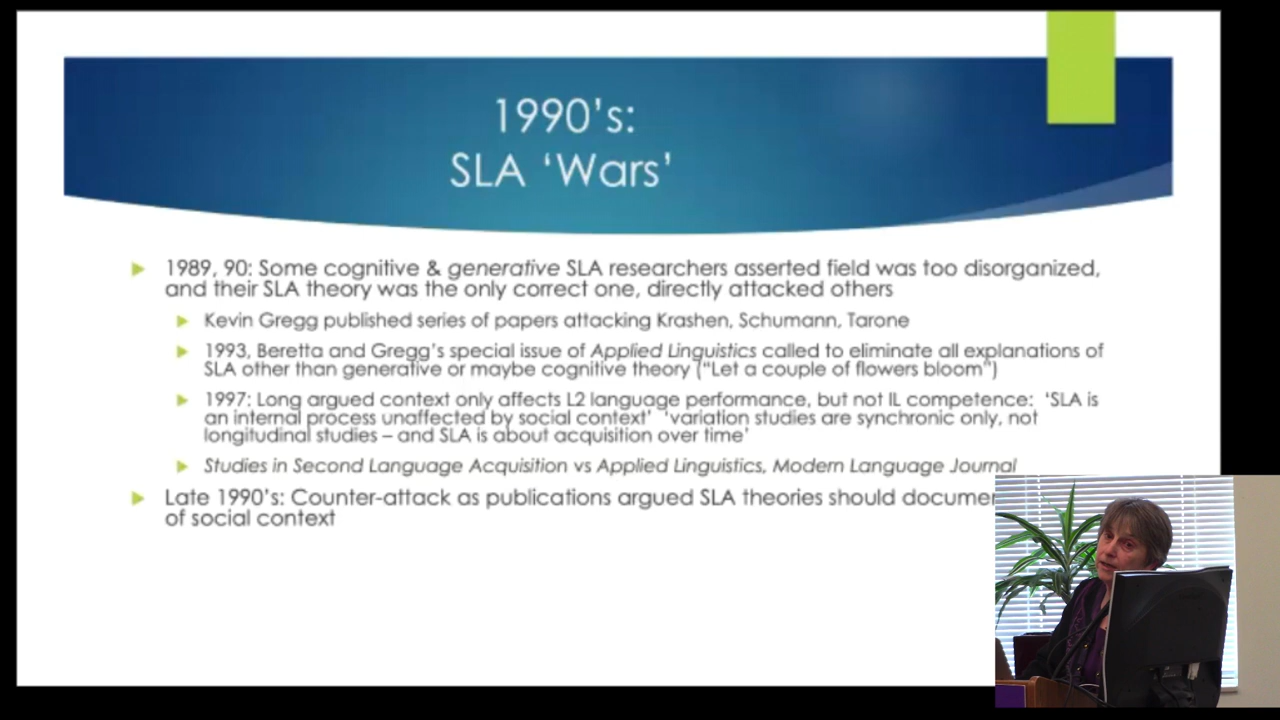 1990's:
SLA 'Wars'
1989, 90: Some cognitive & generative SLA researchers asserted field was too disorganized,
and their SLA theory was the only correct one, directly attacked others
Kevin Gregg published series of papers attacking Krashen, Schumann, Tarone
1993, Beretta and Gregg's special issue of Applied Linguistics called to eliminate all explanations of
SLA other than generative or maybe cognitive theory ("Let a couple of flowers bloom")
1997: Long argued context only affects L2 language performance, but not IL competence: 'SLA is
an internal process unaffected by social context' 'variation studies are synchronic only, not
longitudinal studies – and SLA is about acquisition over time'
Studies in Second Language Acquisition vs Applied Linguistics, Modern Language Journal
Late 1990's: Counter-attack as publications argued SLA theories should
of social context